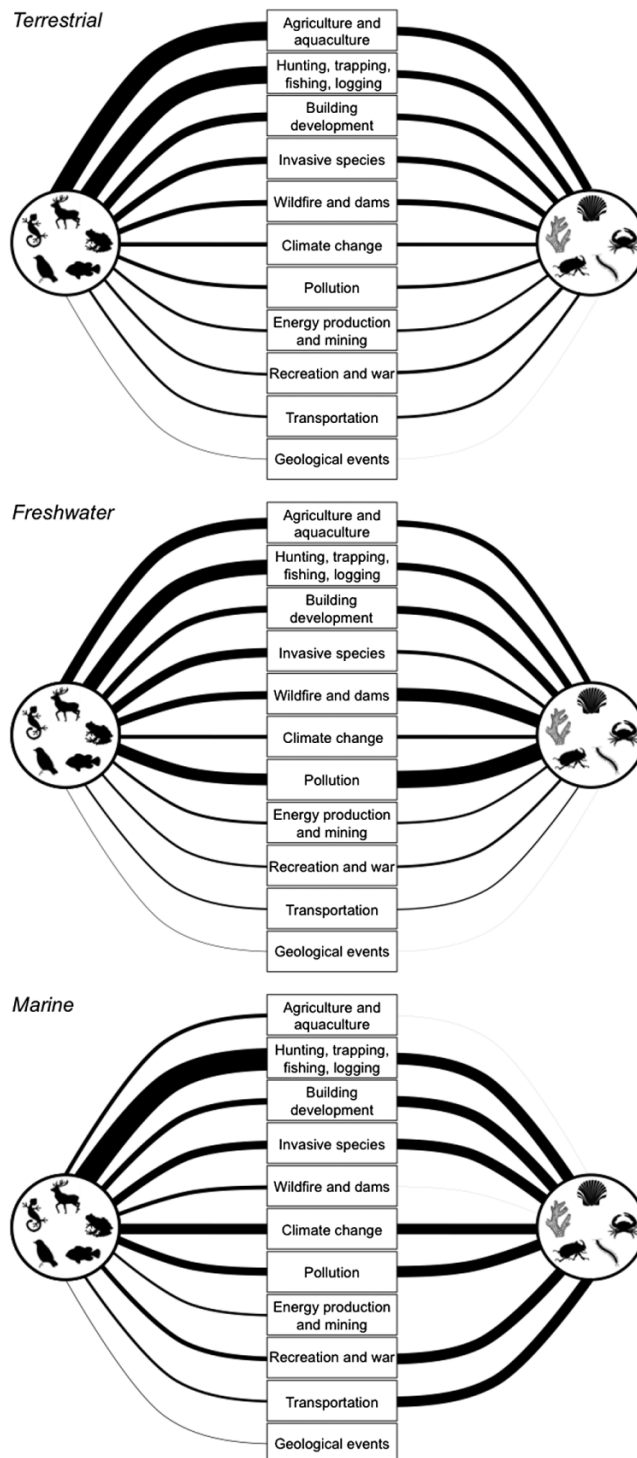 Terrestrial
Agriculture and
aquaculture
Hunting, trapping,
fishing, logging
Building
development
Invasive species
Wildfire and dams
Climate change
Pollution
Energy production
and mining
Recreation and war
Transportation
Geological events
Freshwater
Agriculture and
aquaculture
Hunting, trapping,
fishing, logging
Building
development
Invasive species
Wildfire and dams
Climate change
Pollution
Energy production
and mining
Recreation and war
Transportation
Geological events
Marine
Agriculture and
aquaculture
Hunting, trapping,
fishing, logging
Building
development
Invasive species
Wildfire and dams
Climate change
Pollution
Energy production
and mining
Recreation and war
Transportation
Geological events